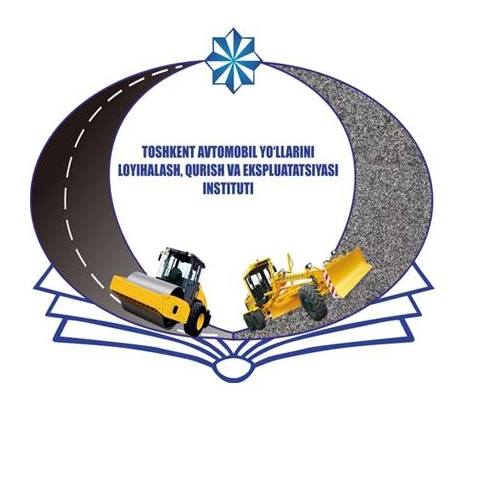 TOSHKENT AVTOMOBIL YO'LLARINI
LOYIHALASH, QURISH VA EKSPLUATATSIYASI
INSTITUTI